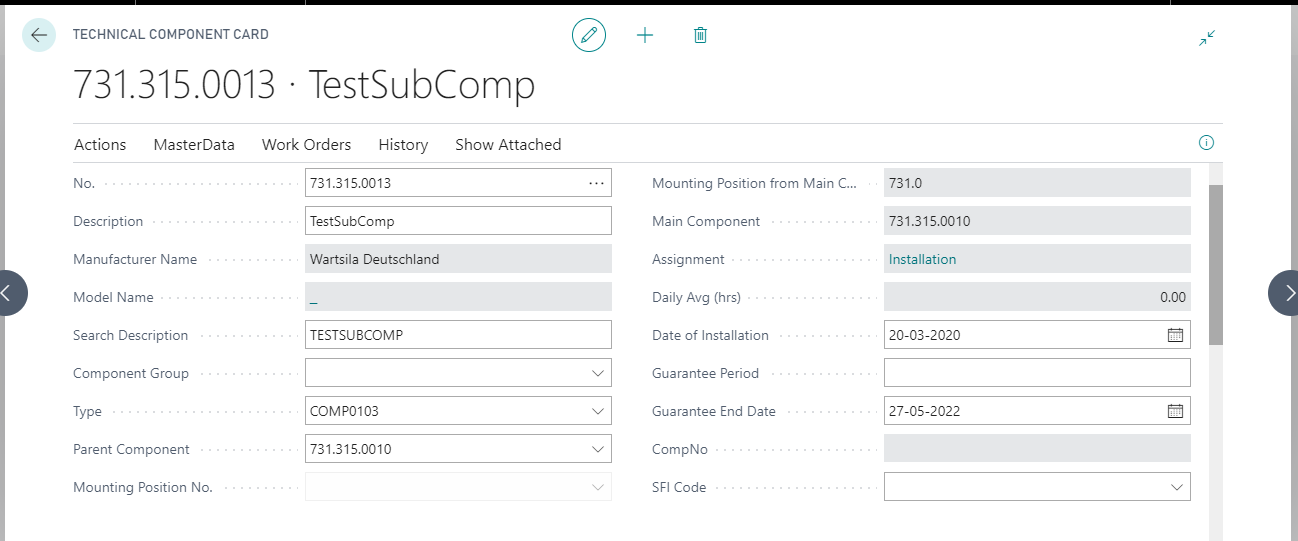 TECHNICAL COMPONENT CARD
731.315.0013 · TestSubComp
Actions MasterData Work Orders History Show Attached
No. 731.315.0013 ...
Description TestSubComp
Manufacturer Name Wartsila Deutschland
Model Name _
Search Description TESTSUBCOMP
Component Group
Type COMP0103
Parent Component 731.315.0010
Mounting Position No.
Mounting Position from Main C... 731.0
Main Component 731.315.0010
Assignment Installation
Daily Avg (hrs) 0.00
Date of Installation 20-03-2020
Guarantee Period
Guarantee End Date 27-05-2022
CompNo
SFI Code